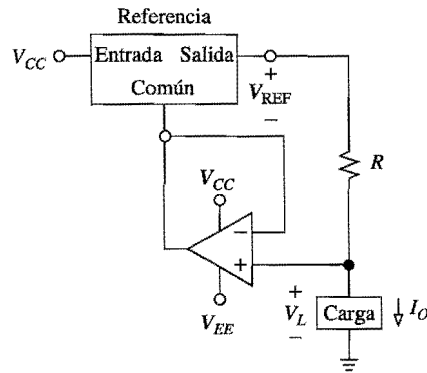 Referencia
V_CC Entrada Salida
Común
+
V_REF
−
R
V_CC
−
+
V_EE
+
V_L
−
Carga
I_O